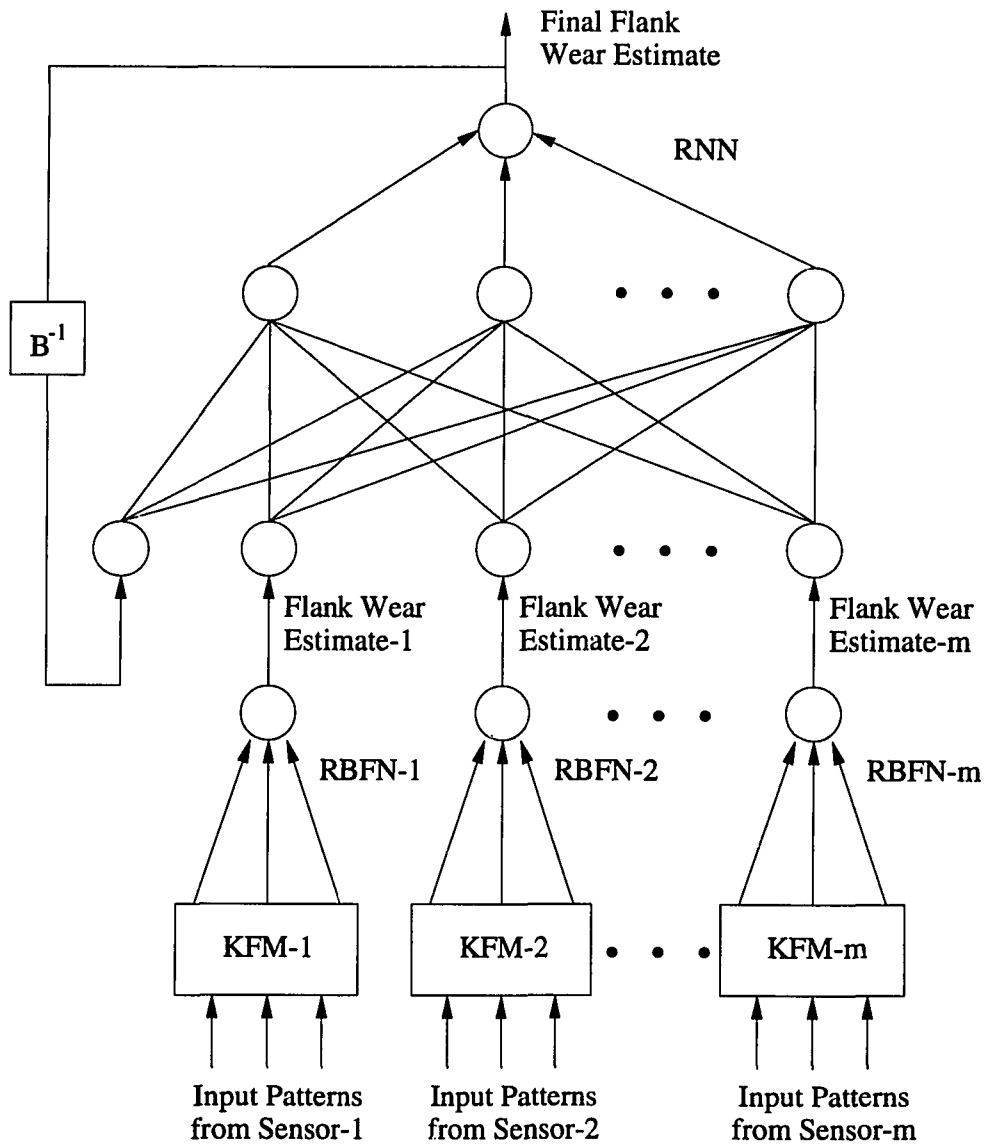 Final Flank
Wear Estimate
RNN
B⁻¹
Flank Wear
Estimate-1
Flank Wear
Estimate-2
Flank Wear
Estimate-m
RBFN-1
RBFN-2
RBFN-m
KFM-1
KFM-2
KFM-m
Input Patterns
from Sensor-1
Input Patterns
from Sensor-2
Input Patterns
from Sensor-m